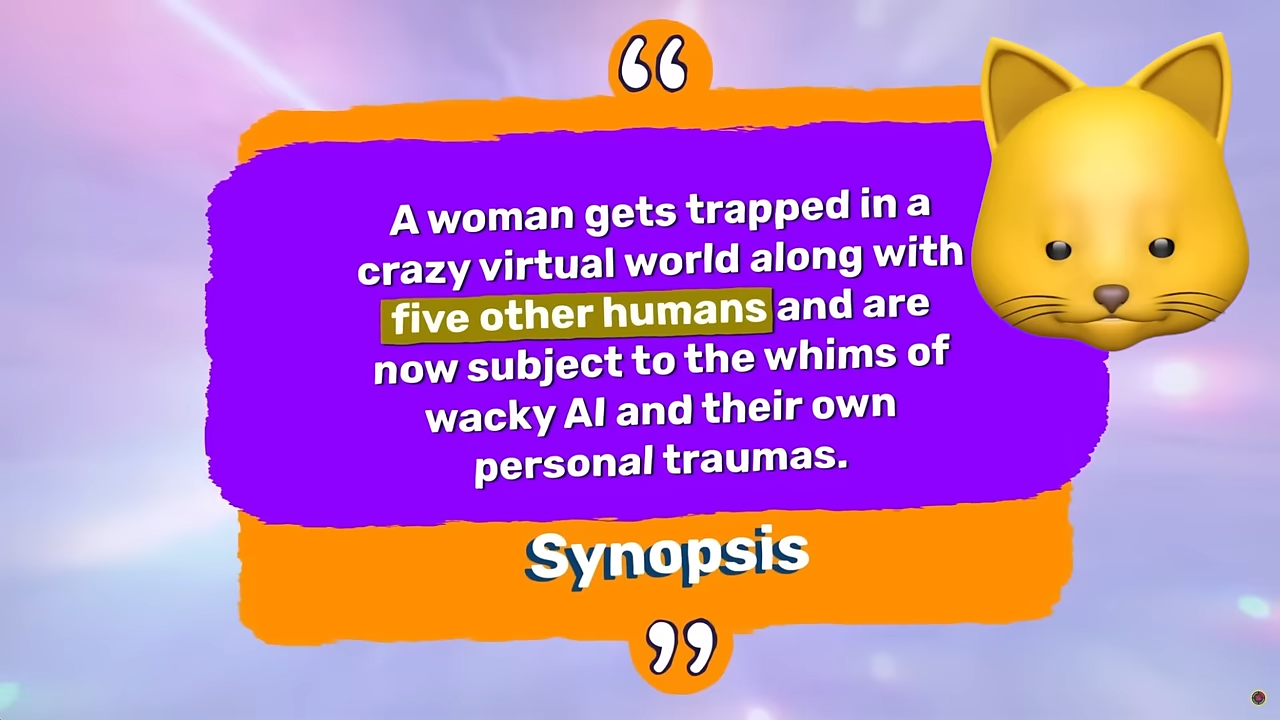 “
A woman gets trapped in a
crazy virtual world along with
five other humans and are
now subject to the whims of
wacky AI and their own
personal traumas.
Synopsis
”